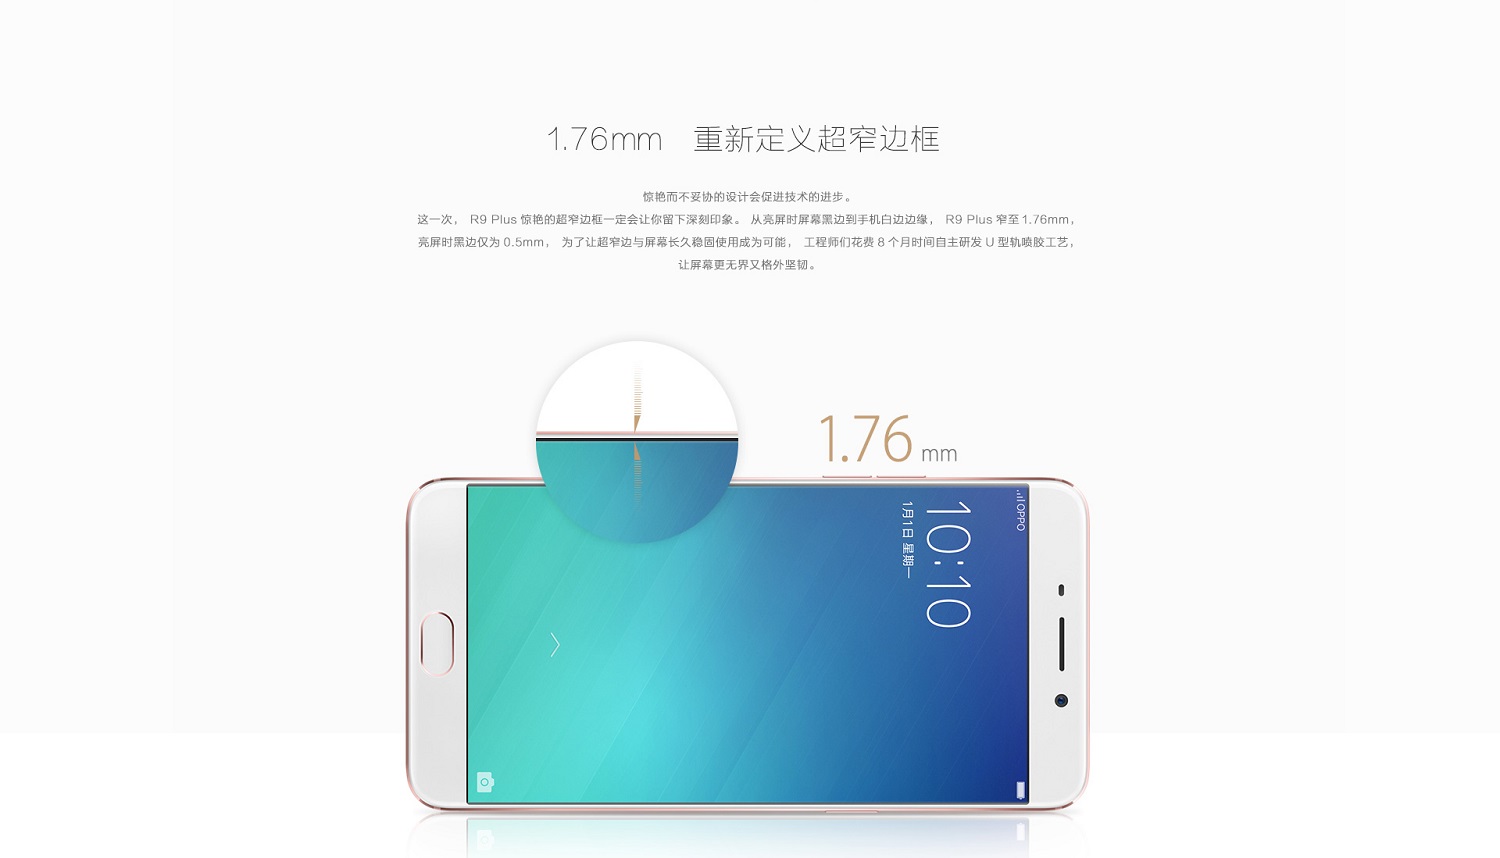 1.76mm 重新定义超窄边框
惊艳而不妥协的设计会促进技术的进步。
这一次， R9 Plus 惊艳的超窄边框一定会让你留下深刻印象。 从亮屏时屏幕黑边到手机白边边缘， R9 Plus 窄至 1.76mm，
亮屏时黑边仅为 0.5mm， 为了让超窄边与屏幕长久稳固使用成为可能， 工程师们花费 8 个月时间自主研发 U 型轨喷胶工艺，
让屏幕更无界又格外坚韧。
1.76 mm
OPPO
10:10
1月1日 星期一